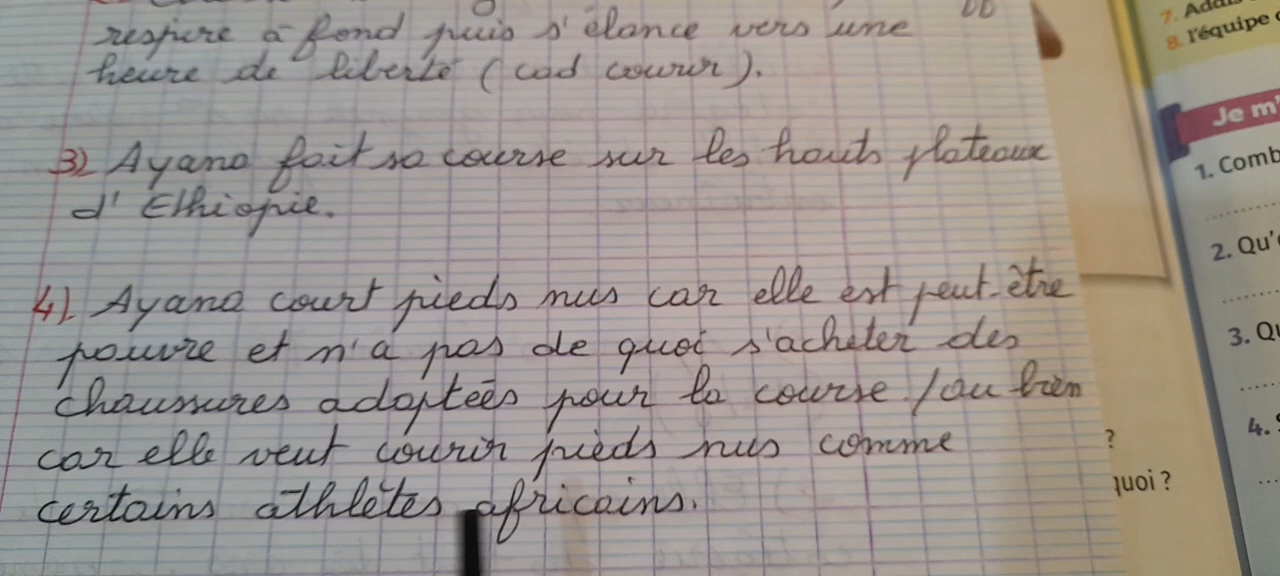 respire à fond puis s'élance vers une
heure de liberté (cad courir).
3) Ayana fait sa course sur les hauts plateaux
d'Ethiopie.
4) Ayana court pieds nus car elle est peut-être
pauvre et n'a pas de quoi s'acheter des
chaussures adaptées pour la course / ou bien
car elle veut courir pieds nus comme
certains athlètes africains.
7.
8. l'équipe
Je m'
1. Comb
2. Qu'
3. Qu
4.
?
quoi ?